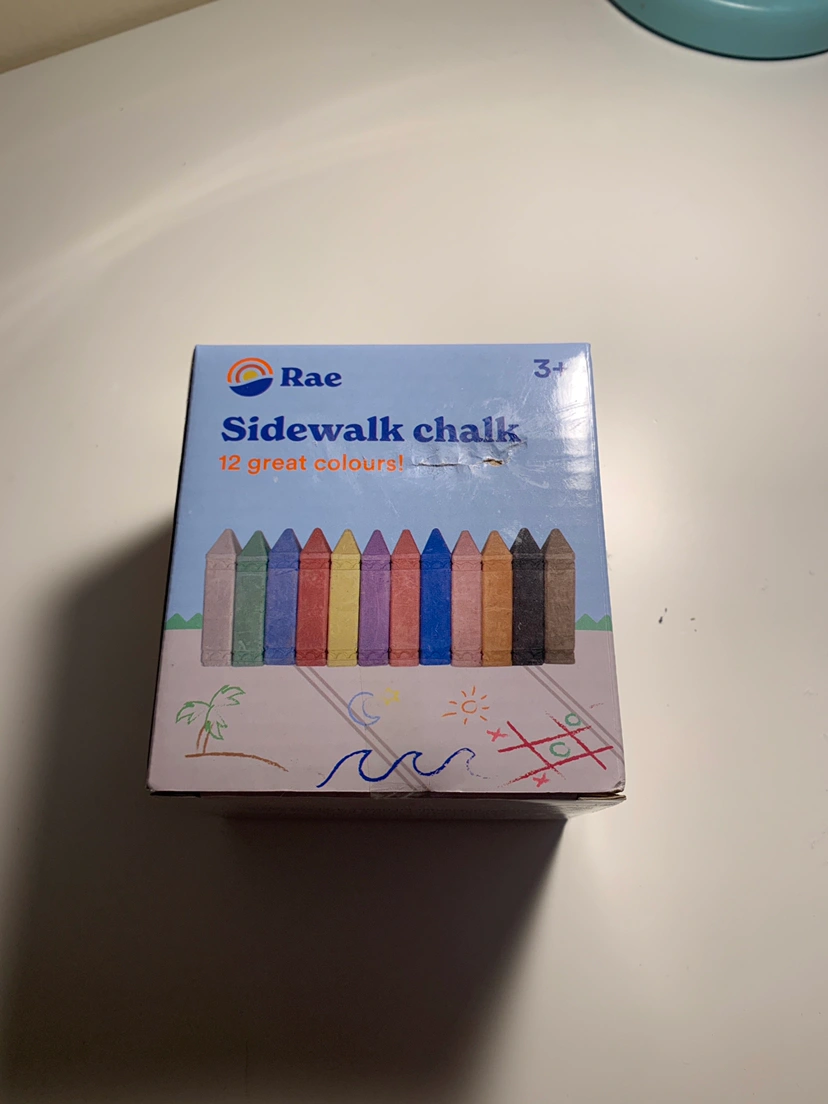 Rae
3+
Sidewalk chalk
12 great colours!